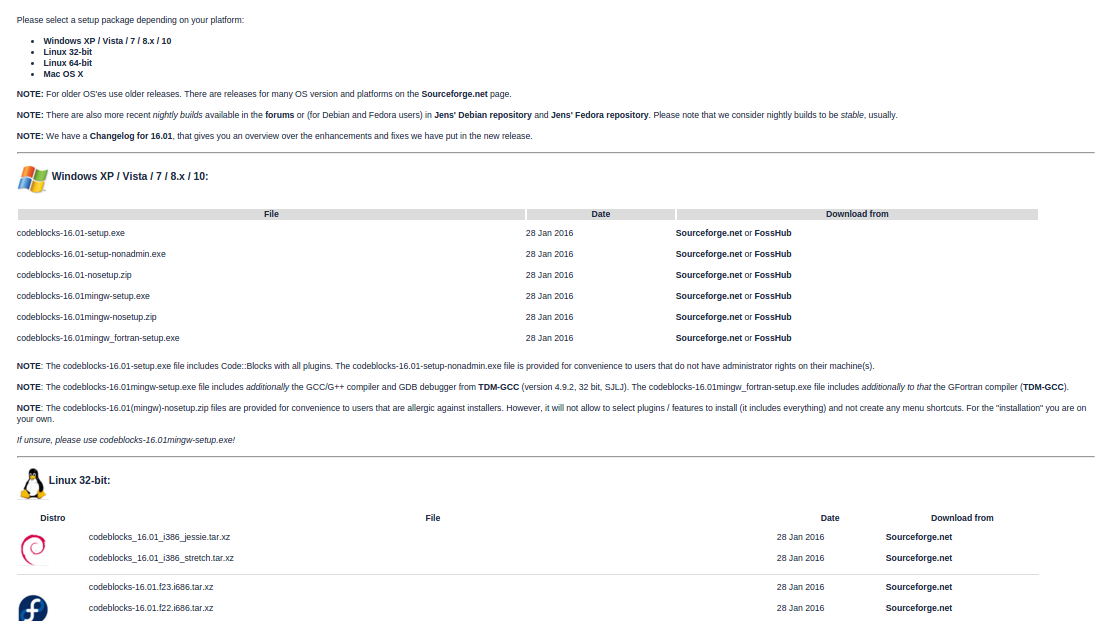 Please select a setup package depending on your platform:
Windows XP / Vista / 7 / 8.x / 10
Linux 32-bit
Linux 64-bit
Mac OS X
NOTE: For older OS'es use older releases. There are releases for many OS version and platforms on the Sourceforge.net page.
NOTE: There are also more recent nightly builds available in the forums or (for Debian and Fedora users) in Jens' Debian repository and Jens' Fedora repository. Please note that we consider nightly builds to be stable, usually.
NOTE: We have a Changelog for 16.01, that gives you an overview over the enhancements and fixes we have put in the new release.
Windows XP / Vista / 7 / 8.x / 10:
File Date Download from
codeblocks-16.01-setup.exe 28 Jan 2016 Sourceforge.net or FossHub
codeblocks-16.01-setup-nonadmin.exe 28 Jan 2016 Sourceforge.net or FossHub
codeblocks-16.01-nosetup.zip 28 Jan 2016 Sourceforge.net or FossHub
codeblocks-16.01mingw-setup.exe 28 Jan 2016 Sourceforge.net or FossHub
codeblocks-16.01mingw-nosetup.zip 28 Jan 2016 Sourceforge.net or FossHub
codeblocks-16.01mingw_fortran-setup.exe 28 Jan 2016 Sourceforge.net or FossHub
NOTE: The codeblocks-16.01-setup.exe file includes Code::Blocks with all plugins. The codeblocks-16.01-setup-nonadmin.exe file is provided for convenience to users that do not have administrator rights on their machine(s).
NOTE: The codeblocks-16.01mingw-setup.exe file includes additionally the GCC/G++ compiler and GDB debugger from TDM-GCC (version 4.9.2, 32 bit, SJLJ). The codeblocks-16.01mingw_fortran-setup.exe file includes additionally to that the GFortran compiler (TDM-GCC).
NOTE: The codeblocks-16.01(mingw)-nosetup.zip files are provided for convenience to users that are allergic against installers. However, it will not allow to select plugins / features to install (it includes everything) and not create any menu shortcuts. For the "installation" you are on
your own.
If unsure, please use codeblocks-16.01mingw-setup.exe!
Linux 32-bit:
Distro File Date Download from
codeblocks_16.01_i386_jessie.tar.xz 28 Jan 2016 Sourceforge.net
codeblocks_16.01_i386_stretch.tar.xz 28 Jan 2016 Sourceforge.net
codeblocks-16.01.f23.i686.tar.xz 28 Jan 2016 Sourceforge.net
codeblocks-16.01.f22.i686.tar.xz 28 Jan 2016 Sourceforge.net